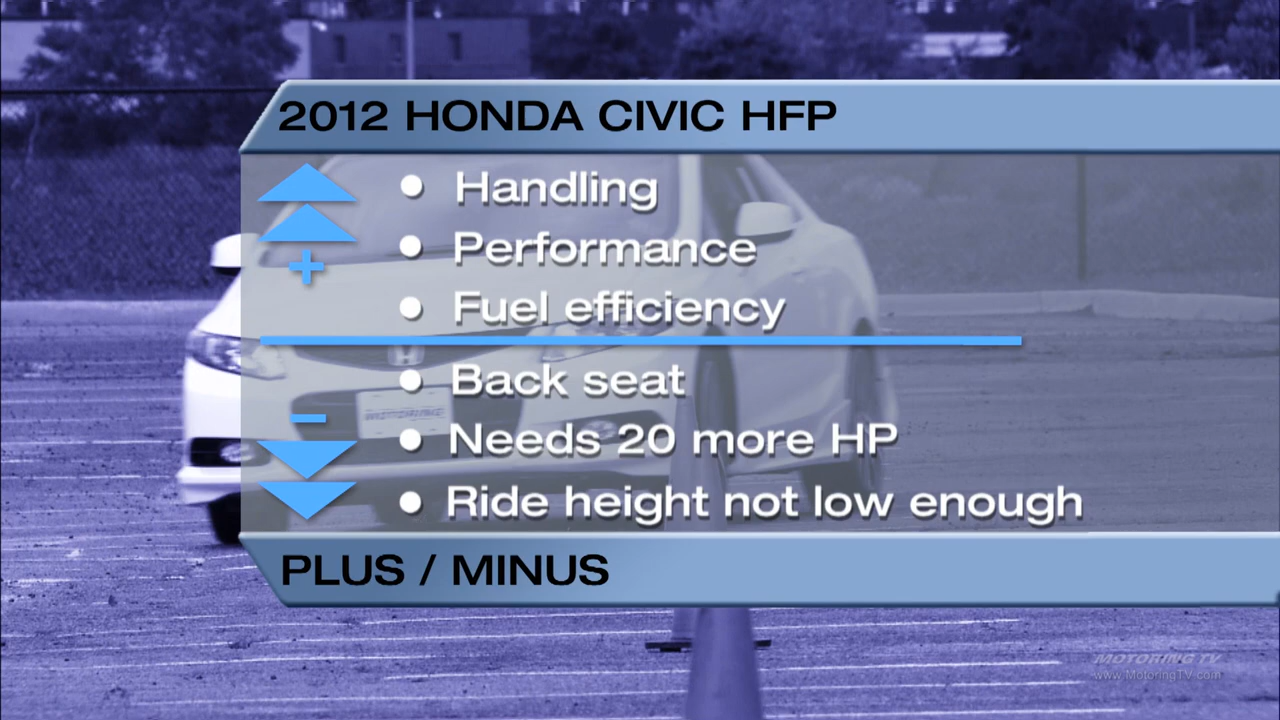 2012 HONDA CIVIC HFP
• Handling
• Performance
• Fuel efficiency
• Back seat
• Needs 20 more HP
• Ride height not low enough
PLUS / MINUS
MOTORING TV
www.MotoringTV.com